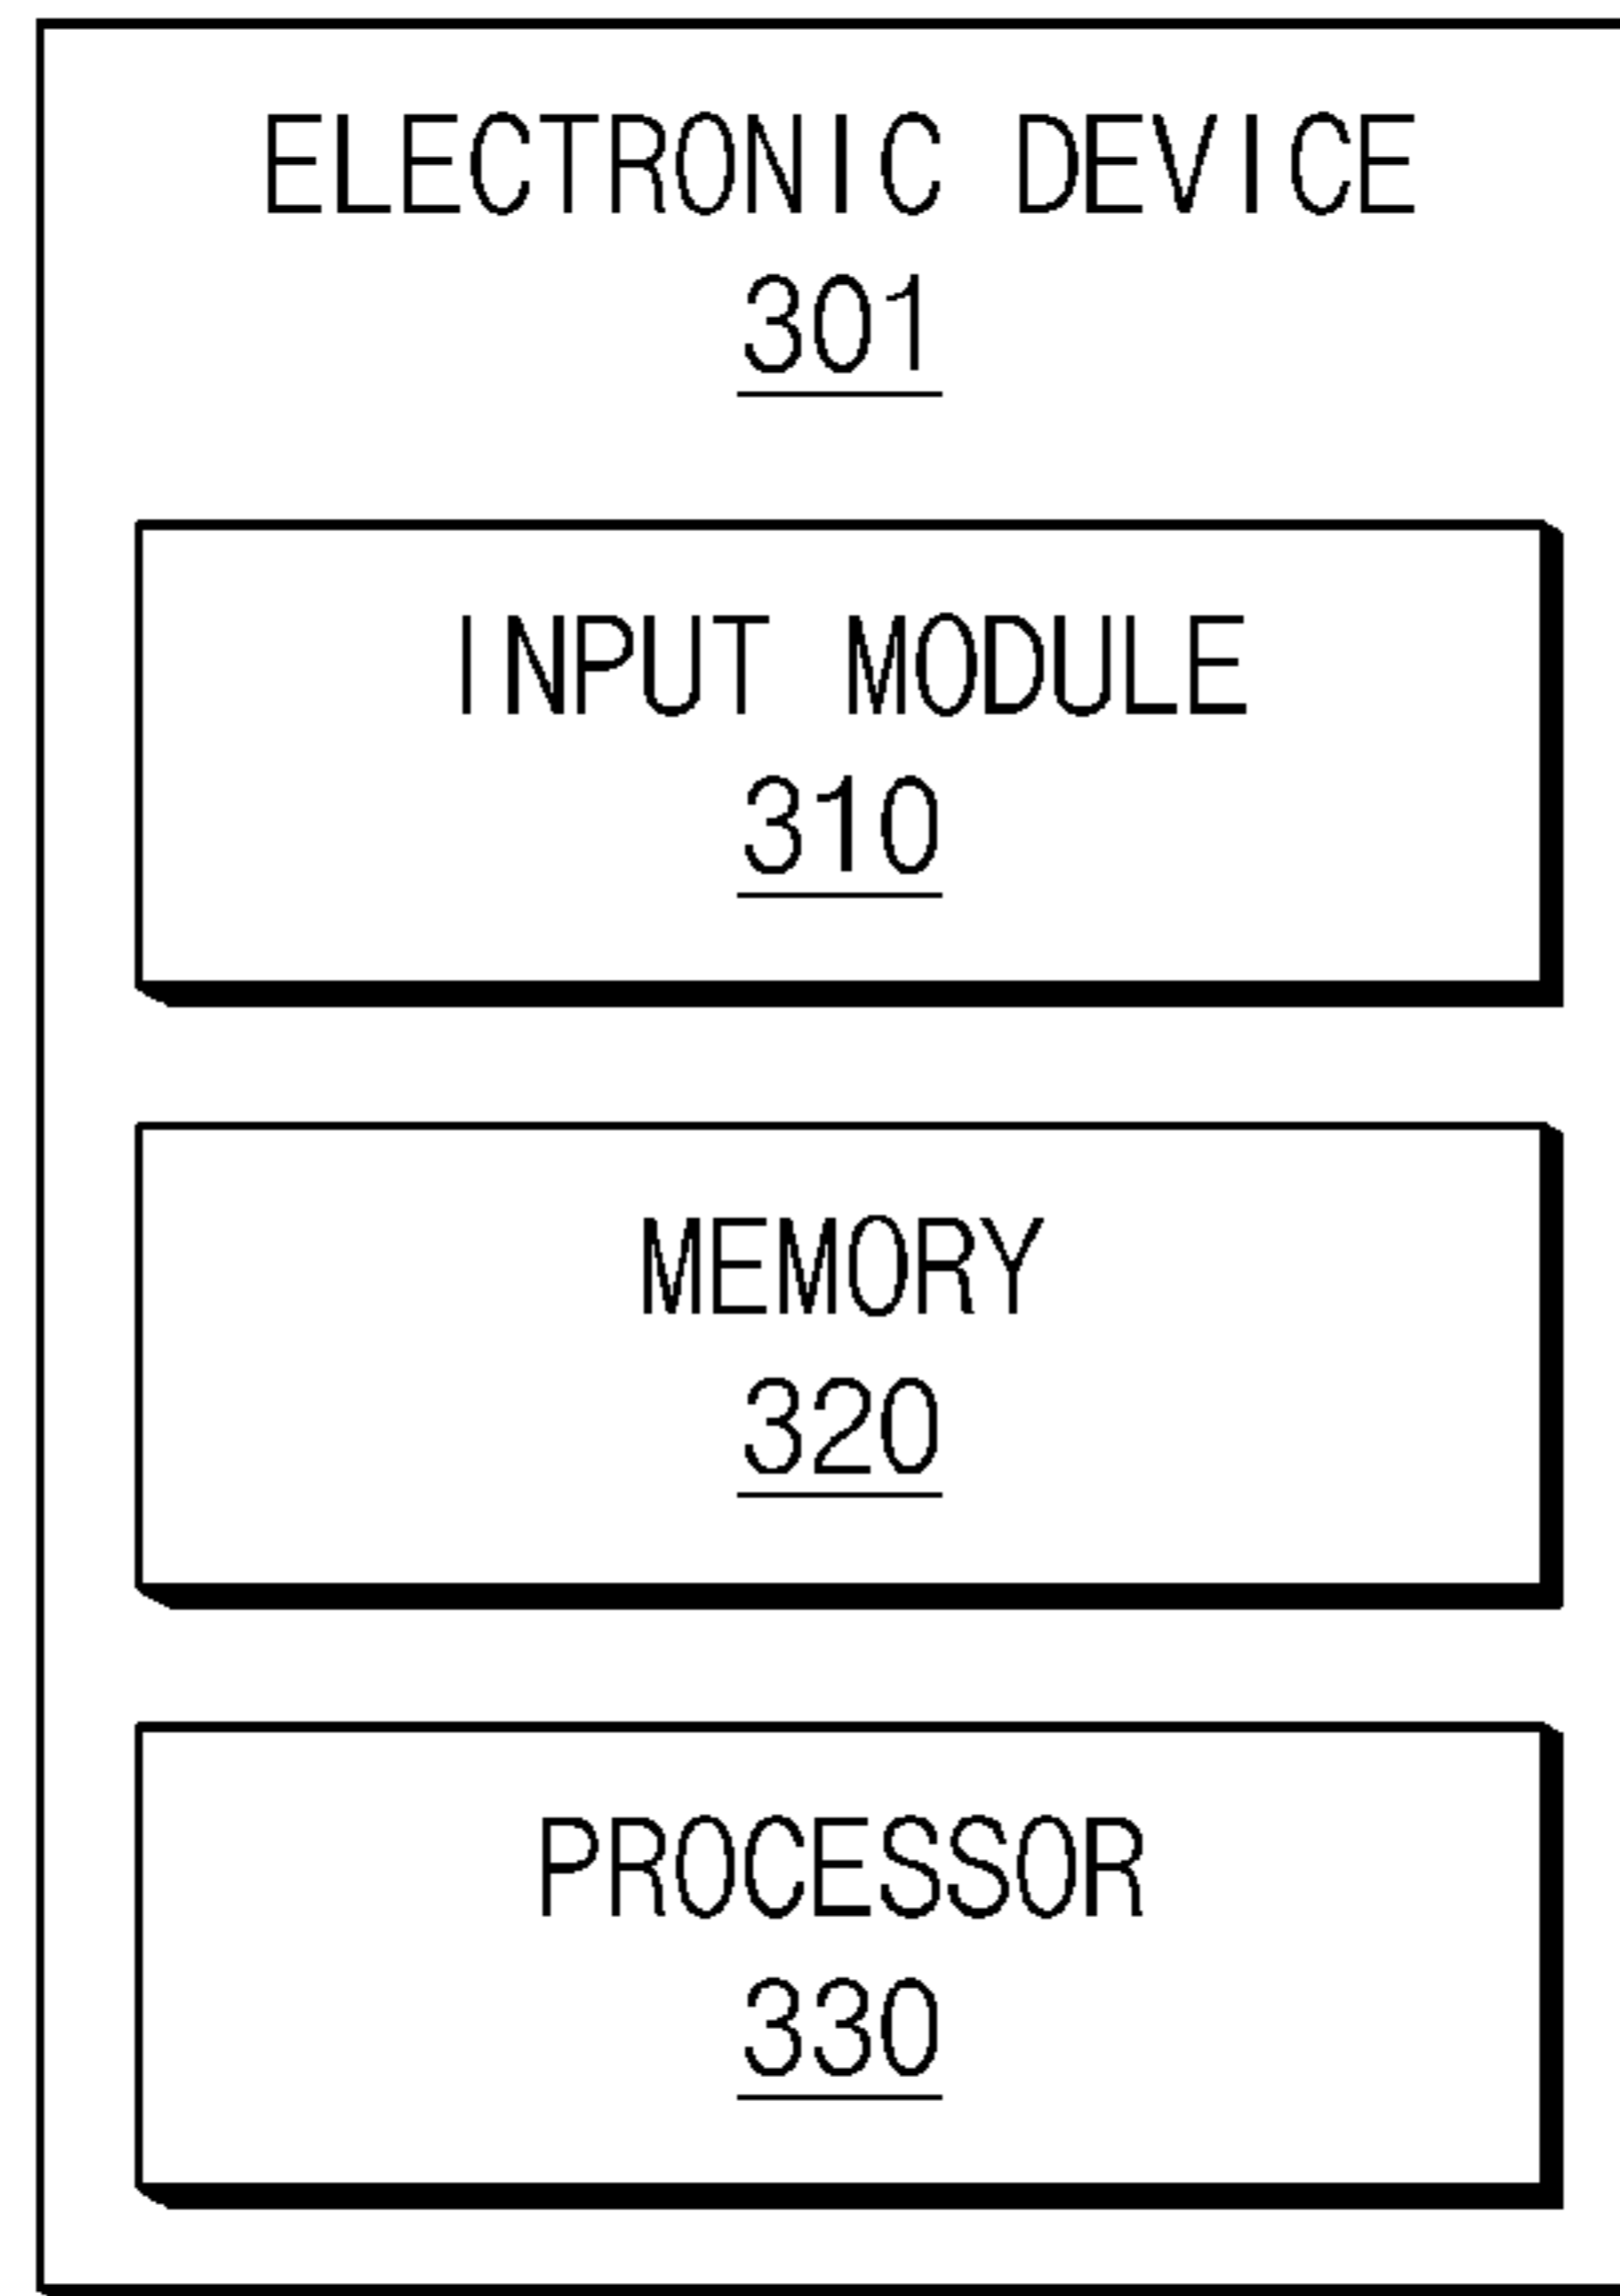 ELECTRONIC DEVICE
301
INPUT MODULE
310
MEMORY
320
PROCESSOR
330